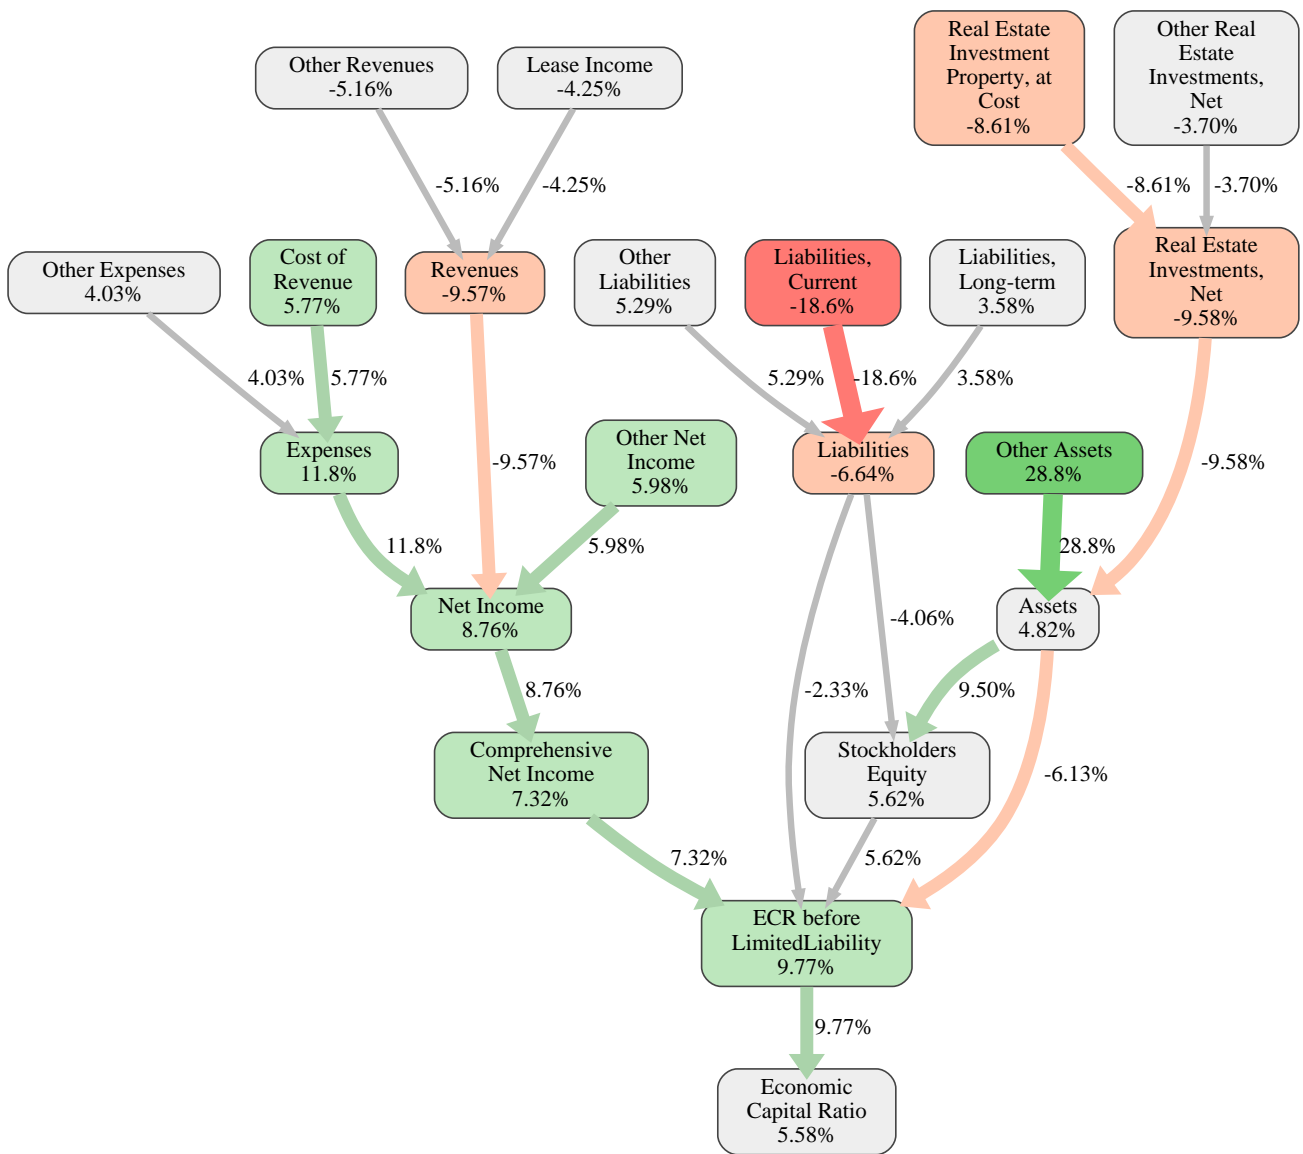 Real Estate
Investment
Property, at
Cost
-8.61%
Other Real
Estate
Investments,
Net
-3.70%
Other Revenues
-5.16%
Lease Income
-4.25%
-5.16%
-4.25%
-8.61%
-3.70%
Other Expenses
4.03%
Cost of
Revenue
5.77%
Revenues
-9.57%
Other
Liabilities
5.29%
Liabilities,
Current
-18.6%
Liabilities,
Long-term
3.58%
Real Estate
Investments,
Net
-9.58%
4.03%
5.77%
5.29%
-18.6%
3.58%
-9.57%
-9.58%
Expenses
11.8%
Other Net
Income
5.98%
Liabilities
-6.64%
Other Assets
28.8%
11.8%
5.98%
28.8%
Net Income
8.76%
-4.06%
Assets
4.82%
8.76%
-2.33%
9.50%
-6.13%
Comprehensive
Net Income
7.32%
Stockholders
Equity
5.62%
7.32%
5.62%
ECR before
LimitedLiability
9.77%
9.77%
Economic
Capital Ratio
5.58%